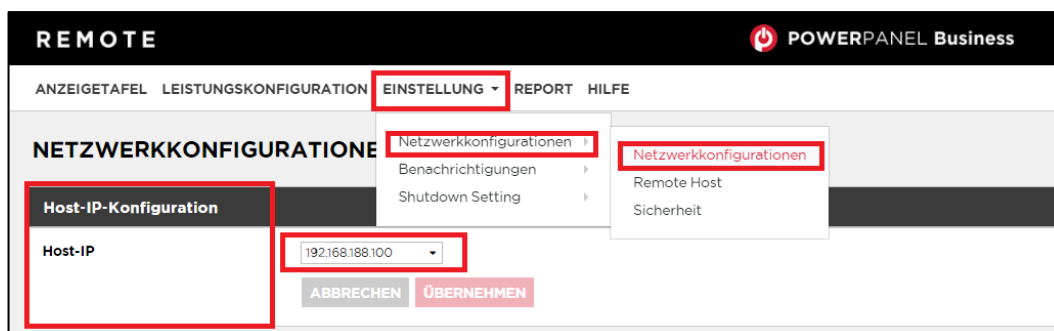 REMOTE
POWERPANEL Business
ANZEIGETAFEL LEISTUNGSKONFIGURATION EINSTELLUNG REPORT HILFE
NETZWERKKONFIGURATIONE
Netzwerkkonfigurationen
Benachrichtigungen
Shutdown Setting
Netzwerkkonfigurationen
Remote Host
Sicherheit
Host-IP-Konfiguration
Host-IP
192.168.188.100
ABBRECHEN ÜBERNEHMEN